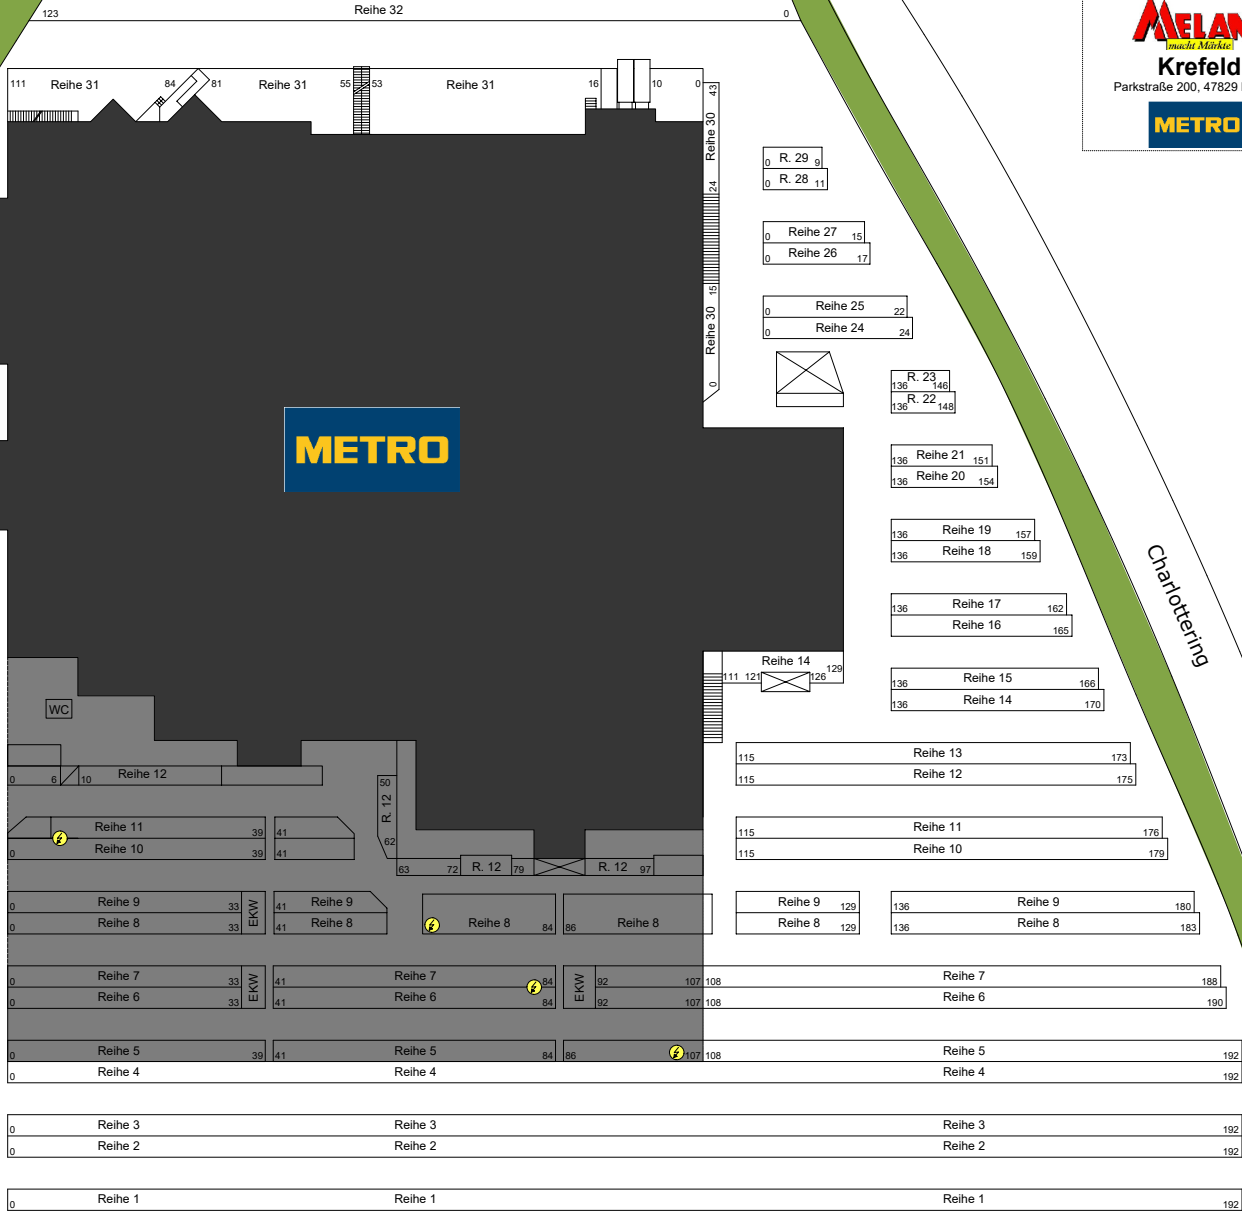 123 Reihe 32 0
MELAN
macht Märkte
Krefeld
Parkstraße 200, 47829
METRO
111 Reihe 31 84 81 Reihe 31 55 53 Reihe 31 16 10 0
43
Reihe 30
24
15
Reihe 30
0
0 R. 29 9
0 R. 28 11
0 Reihe 27 15
0 Reihe 26 17
0 Reihe 25 22
0 Reihe 24 24
R. 23
136 146
R. 22
136 148
METRO
136 Reihe 21 151
136 Reihe 20 154
136 Reihe 19 157
136 Reihe 18 159
Charlottering
136 Reihe 17 162
Reihe 16 165
Reihe 14 129
111 121 126
136 Reihe 15 166
136 Reihe 14 170
WC
115 Reihe 13 173
0 6 10 Reihe 12
115 Reihe 12 175
50
R. 12
62
Reihe 11 39 41
115 Reihe 11 176
0 Reihe 10 39 41
115 Reihe 10 179
63 72 R. 12 79 R. 12 97
0 Reihe 9 33 EKW 41 Reihe 9
Reihe 9 129 136 Reihe 9 180
0 Reihe 8 33 41 Reihe 8 Reihe 8 84 86 Reihe 8
Reihe 8 129 136 Reihe 8 183
0 Reihe 7 33 EKW 41 Reihe 7 84 EKW 92 107 108 Reihe 7 188
0 Reihe 6 33 41 Reihe 6 84 92 107 108 Reihe 6 190
0 Reihe 5 39 41 Reihe 5 84 86 107 108 Reihe 5 192
0 Reihe 4 Reihe 4 Reihe 4 192
0 Reihe 3 Reihe 3 Reihe 3 192
0 Reihe 2 Reihe 2 Reihe 2 192
0 Reihe 1 Reihe 1 Reihe 1 192